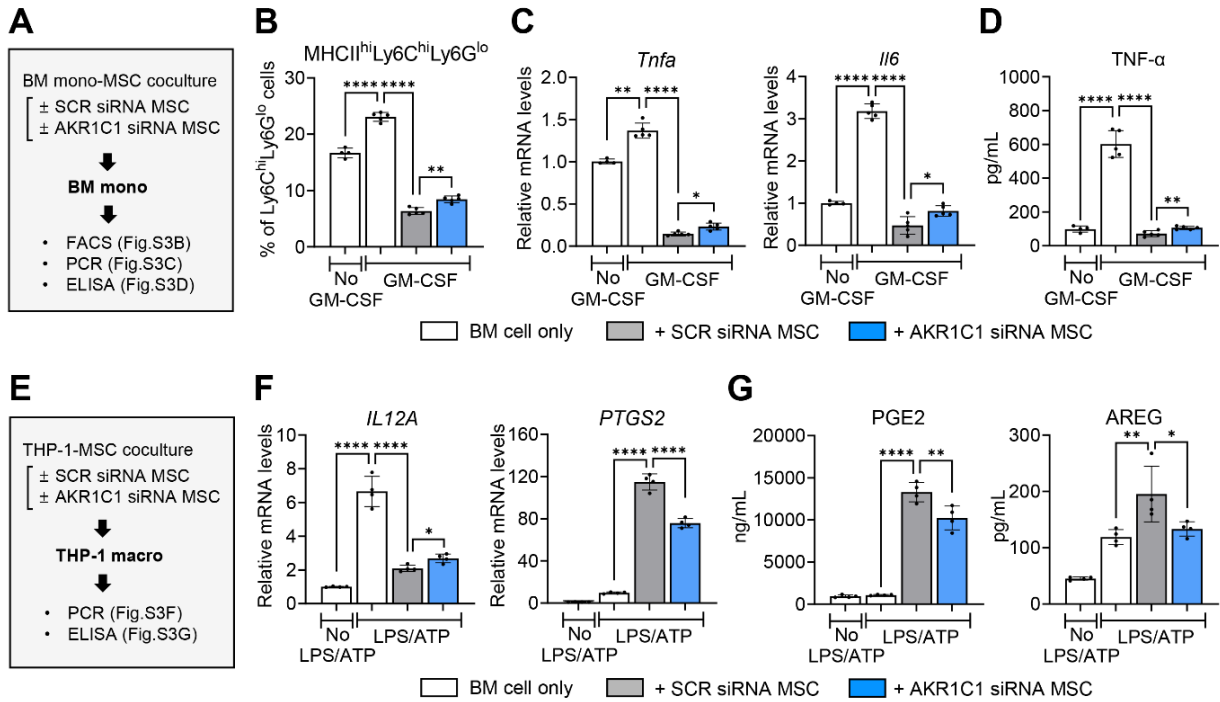 A
BM mono-MSC coculture
± SCR siRNA MSC
± AKR1C1 siRNA MSC
BM mono
• FACS (Fig.S3B)
• PCR (Fig.S3C)
• ELISA (Fig.S3D)
B
MHCIIhiLy6ChiLy6Glo
% of Ly6ChiLy6Glo cells
30
20
10
0
**** ****
**
No
GM-CSF
GM-CSF
C
Tnfa
Relative mRNA levels
2.0
1.5
1.0
0.5
0.0
** ****
*
No
GM-CSF
GM-CSF
Il6
Relative mRNA levels
4
3
2
1
0
**** ****
*
No
GM-CSF
GM-CSF
D
TNF-α
pg/mL
1000
800
600
400
200
0
**** ****
**
No
GM-CSF
GM-CSF
BM cell only
+ SCR siRNA MSC
+ AKR1C1 siRNA MSC
E
THP-1-MSC coculture
± SCR siRNA MSC
± AKR1C1 siRNA MSC
THP-1 macro
• PCR (Fig.S3F)
• ELISA (Fig.S3G)
F
IL12A
Relative mRNA levels
10
8
6
4
2
0
**** ****
*
No
LPS/ATP
LPS/ATP
PTGS2
Relative mRNA levels
160
120
80
40
0
**** ****
No
LPS/ATP
LPS/ATP
G
PGE2
ng/mL
20000
15000
10000
5000
0
**** **
No
LPS/ATP
LPS/ATP
AREG
pg/mL
300
200
100
0
** *
No
LPS/ATP
LPS/ATP
BM cell only
+ SCR siRNA MSC
+ AKR1C1 siRNA MSC